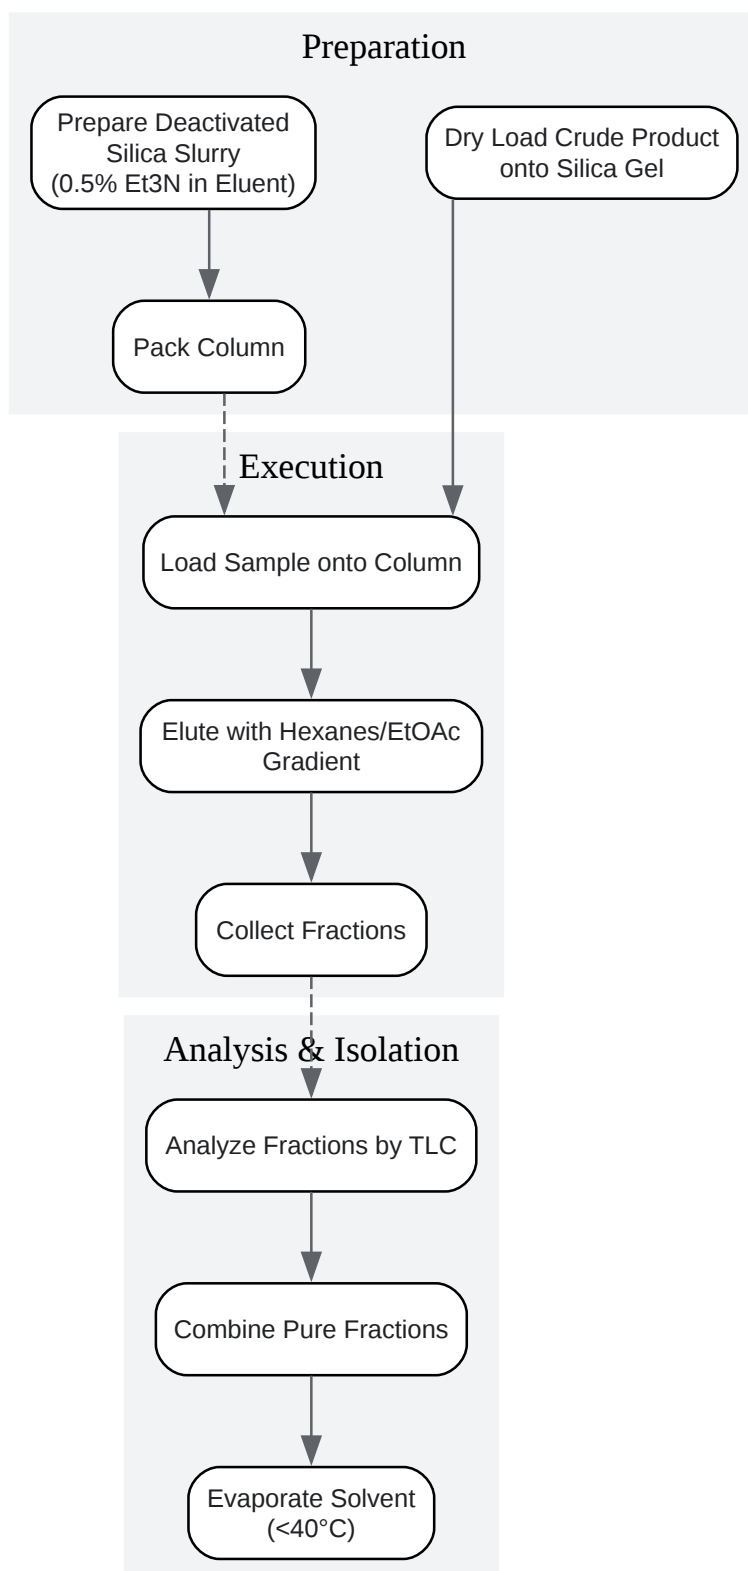 Preparation
Prepare Deactivated
Silica Slurry
(0.5% Et3N in Eluent)
Dry Load Crude Product
onto Silica Gel
Pack Column
Execution
Load Sample onto Column
Elute with Hexanes/EtOAc
Gradient
Collect Fractions
Analysis & Isolation
Analyze Fractions by TLC
Combine Pure Fractions
Evaporate Solvent
(<40°C)